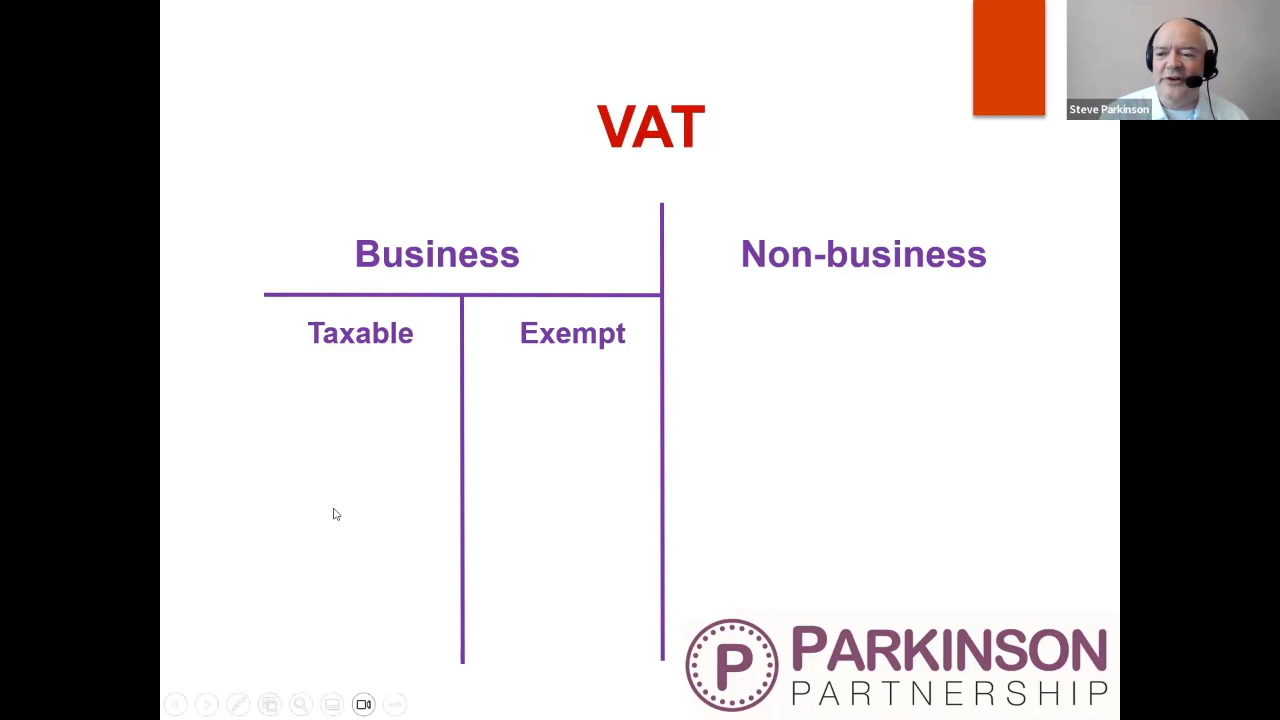 VAT
Steve Parkinson
Business
Non-business
Taxable
Exempt
P
PARKINSON
PARTNERSHIP